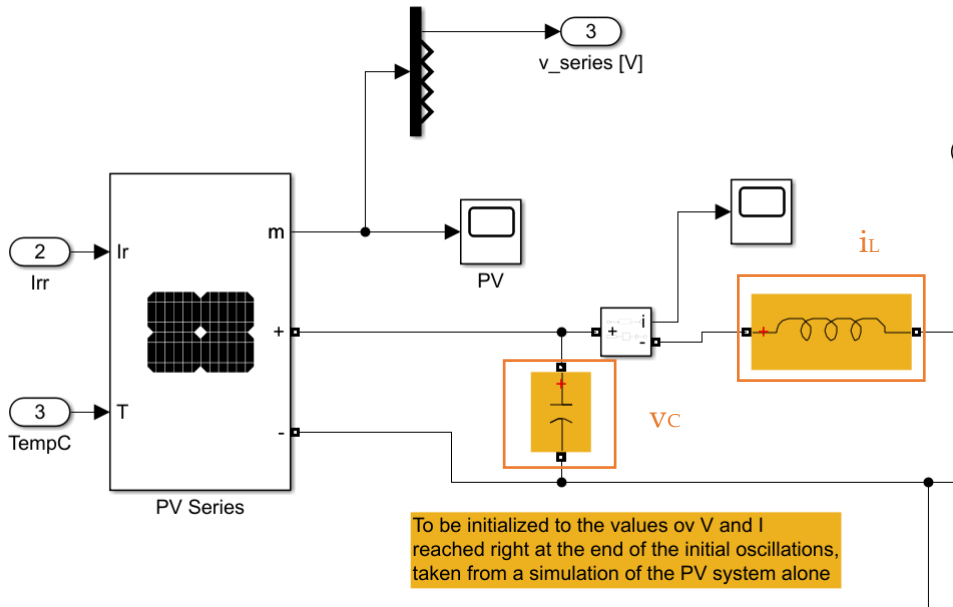 3
v_series [V]
m
Ir
2
Irr
PV
iL
+
+
i
-
+
+
vC
3
TempC
T
-
PV Series
To be initialized to the values ov V and I
reached right at the end of the initial oscillations,
taken from a simulation of the PV system alone